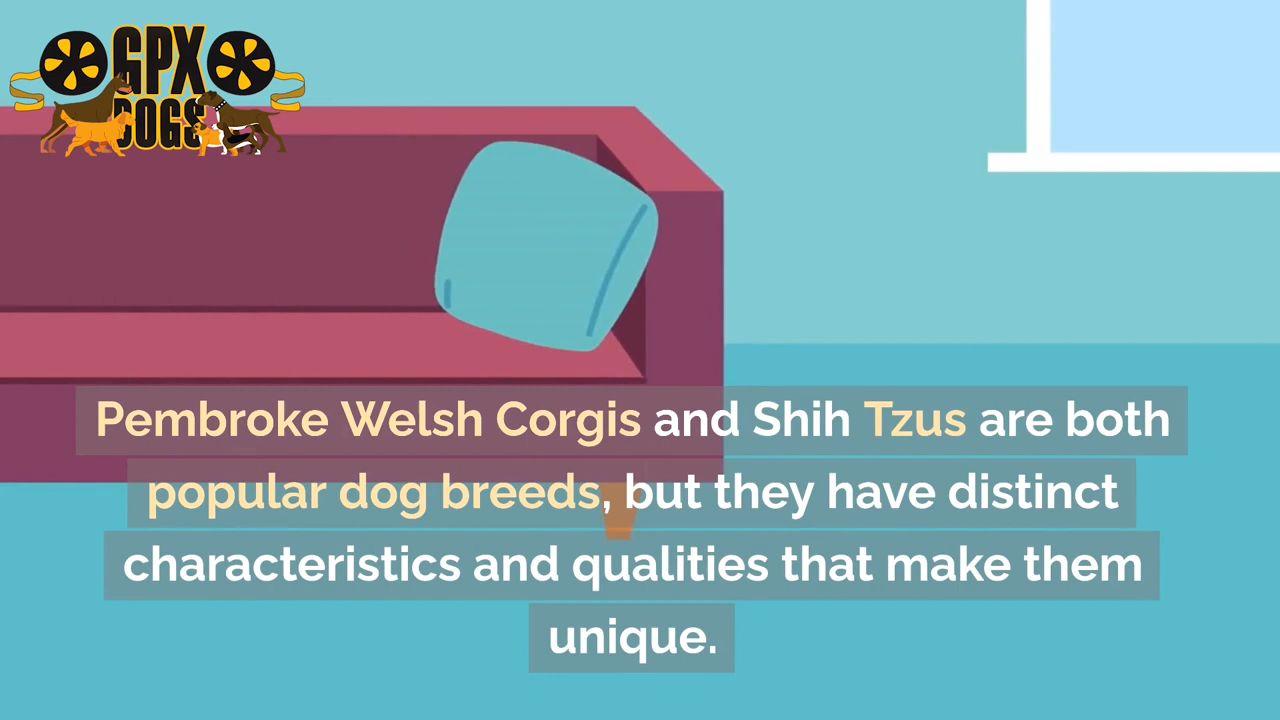 GPX
DOGS
Pembroke Welsh Corgis and Shih Tzus are both
popular dog breeds, but they have distinct
characteristics and qualities that make them
unique.